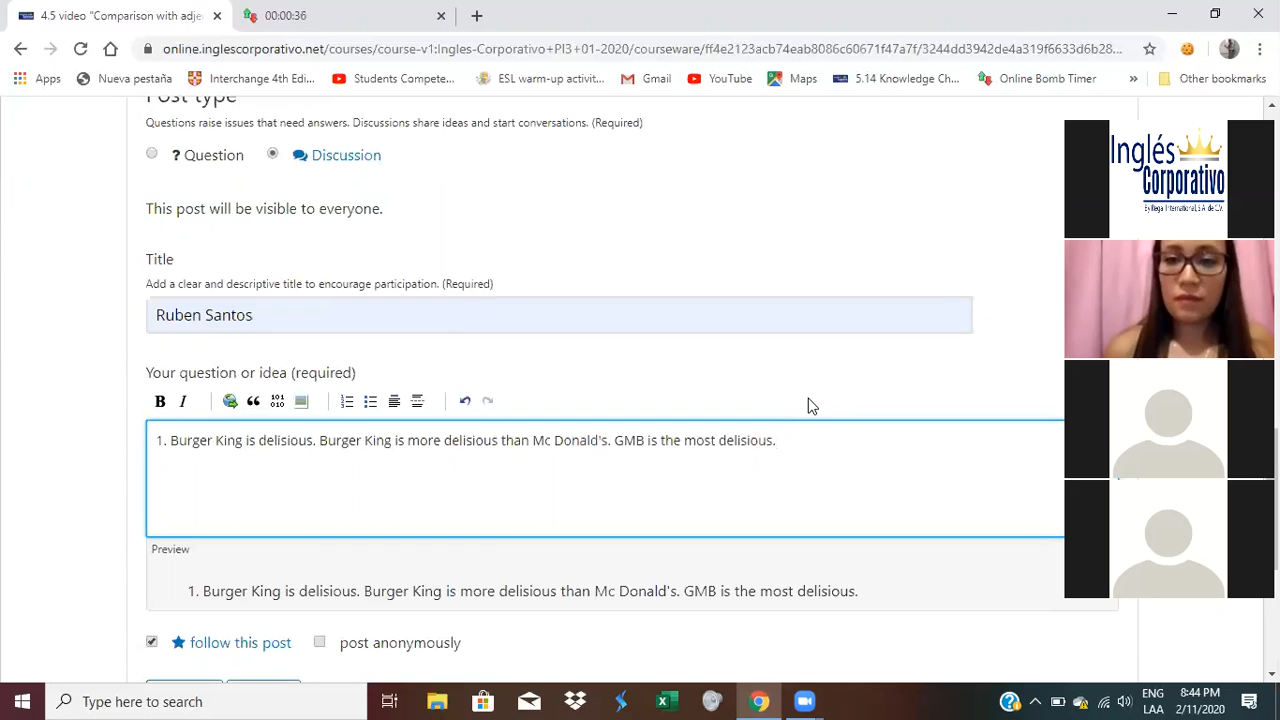 4.5 video "Comparison with adje
00:00:36
online.inglescorporativo.net/courses/course-v1:Ingles-Corporativo+PI3+01-2020/courseware/ff4e2123acb74eab8086c60671f47a7f/3244dd3942de4a319f6633d6b28...
Apps
Nueva pestaña
Interchange 4th Edi...
Students Compete...
ESL warm-up activit...
Gmail
YouTube
Maps
5.14 Knowledge Ch...
Online Bomb Timer
»
Other bookmarks
Post type
Questions raise issues that need answers. Discussions share ideas and start conversations. (Required)
? Question
Discussion
This post will be visible to everyone.
Title
Add a clear and descriptive title to encourage participation. (Required)
Ruben Santos
Your question or idea (required)
B I
101
010
1. Burger King is delisious. Burger King is more delisious than Mc Donald's. GMB is the most delisious.
Preview
1. Burger King is delisious. Burger King is more delisious than Mc Donald's. GMB is the most delisious.
follow this post
post anonymously
Inglés
Corporativo
Type here to search
ENG
LAA
8:44 PM
2/11/2020